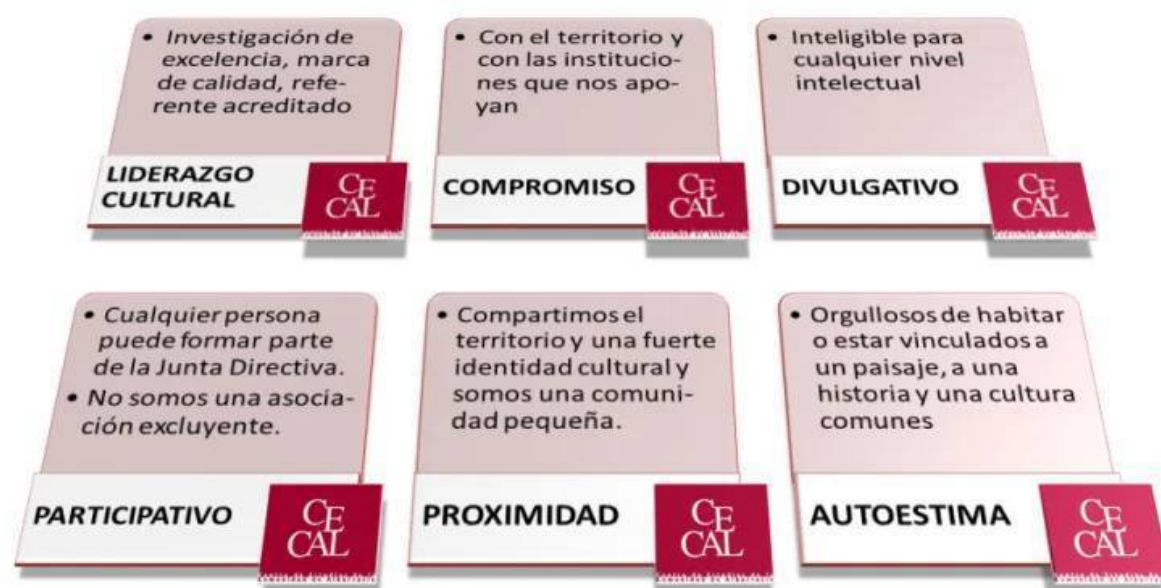 • Investigación de
excelencia, marca
de calidad, refe-
rente acreditado
LIDERAZGO
CULTURAL
CE
CAL
• Con el territorio y
con las institucio-
nes que nos apo-
yan
COMPROMISO
CE
CAL
• Inteligible para
cualquier nivel
intelectual
DIVULGATIVO
CE
CAL
• Cualquier persona
puede formar parte
de la Junta Directiva.
• No somos una asocia-
ción excluyente.
PARTICIPATIVO
CE
CAL
• Compartimos el
territorio y una fuerte
identidad cultural y
somos una comuni-
dad pequeña.
PROXIMIDAD
CE
CAL
• Orgullosos de habitar
o estar vinculados a
un paisaje, a una
historia y una cultura
comunes
AUTOESTIMA
CE
CAL